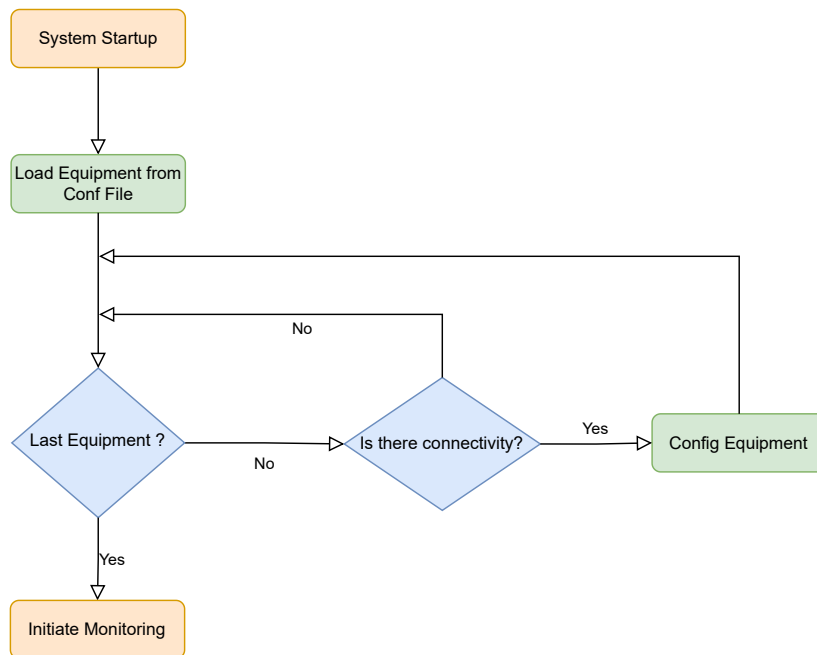 System Startup
Load Equipment from
Conf File
No
Last Equipment ?
No
Is there connectivity?
Yes
Config Equipment
Yes
Initiate Monitoring